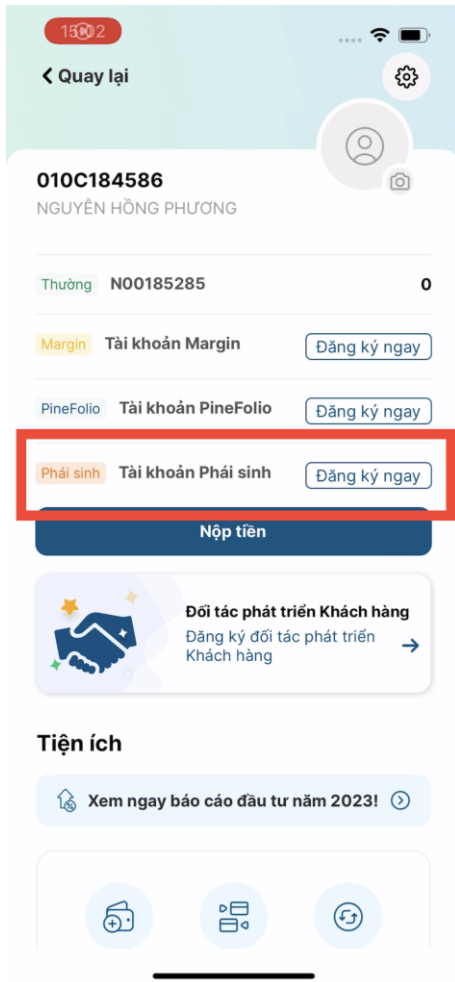 Quay lại
010C184586
NGUYỄN HỒNG PHƯƠNG
Thường N00185285 0
Margin Tài khoản Margin Đăng ký ngay
PineFolio Tài khoản PineFolio Đăng ký ngay
Phái sinh Tài khoản Phái sinh Đăng ký ngay
Nộp tiền
Đối tác phát triển Khách hàng
Đăng ký đối tác phát triển
Khách hàng
Tiện ích
Xem ngay báo cáo đầu tư năm 2023!